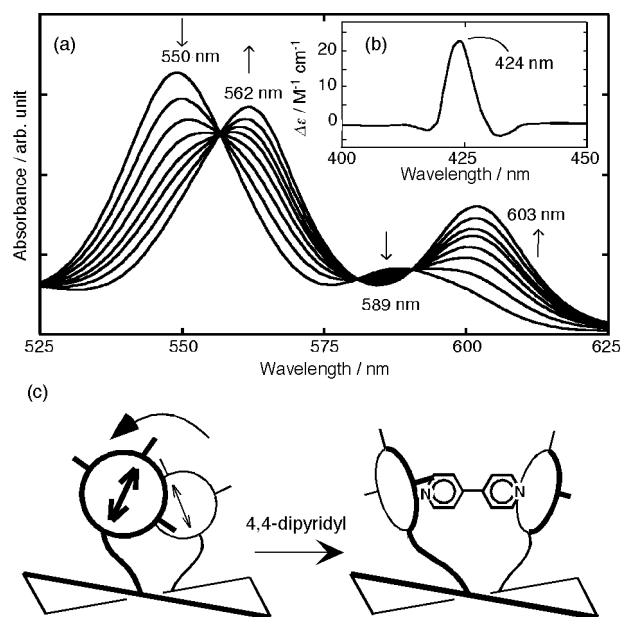 (a)
550 nm
562 nm
(b)
424 nm
20
10
0
Δε / M⁻¹ cm⁻¹
400
425
450
Wavelength / nm
Absorbance / arb. unit
603 nm
589 nm
525
550
575
600
625
Wavelength / nm
(c)
4,4-dipyridyl
N
N